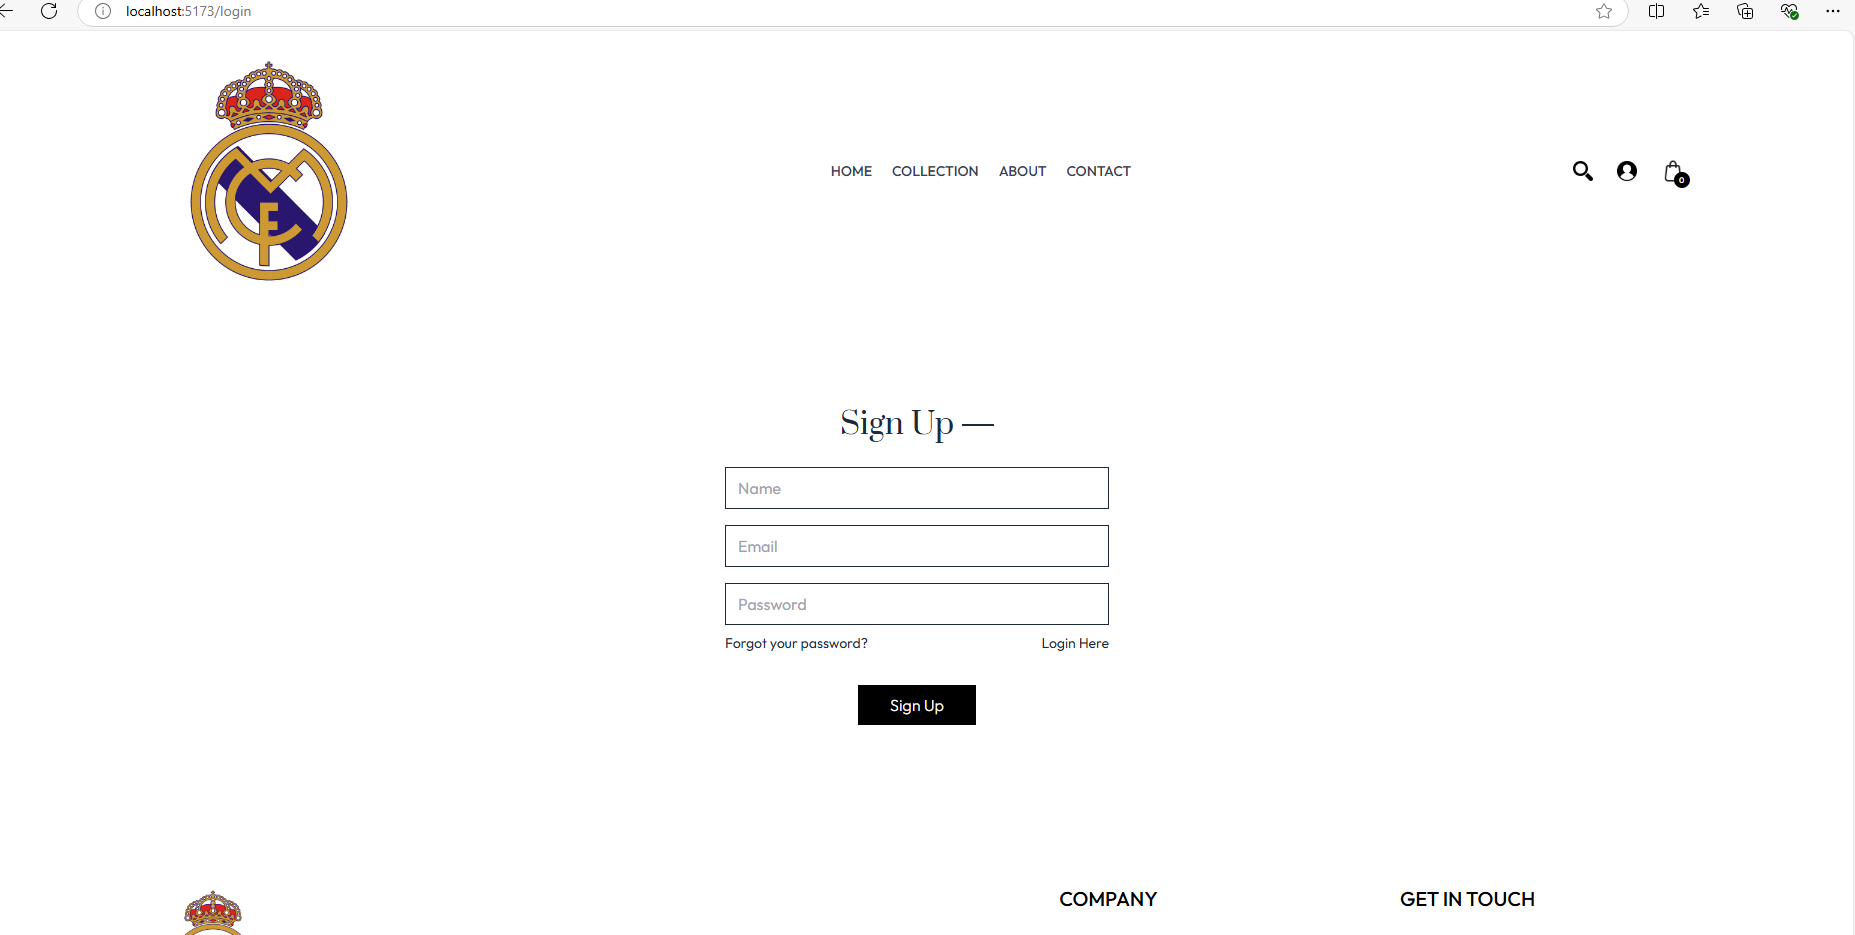 localhost:5173/login
HOME COLLECTION ABOUT CONTACT
0
Sign Up —
Name
Email
Password
Forgot your password? Login Here
Sign Up
COMPANY GET IN TOUCH